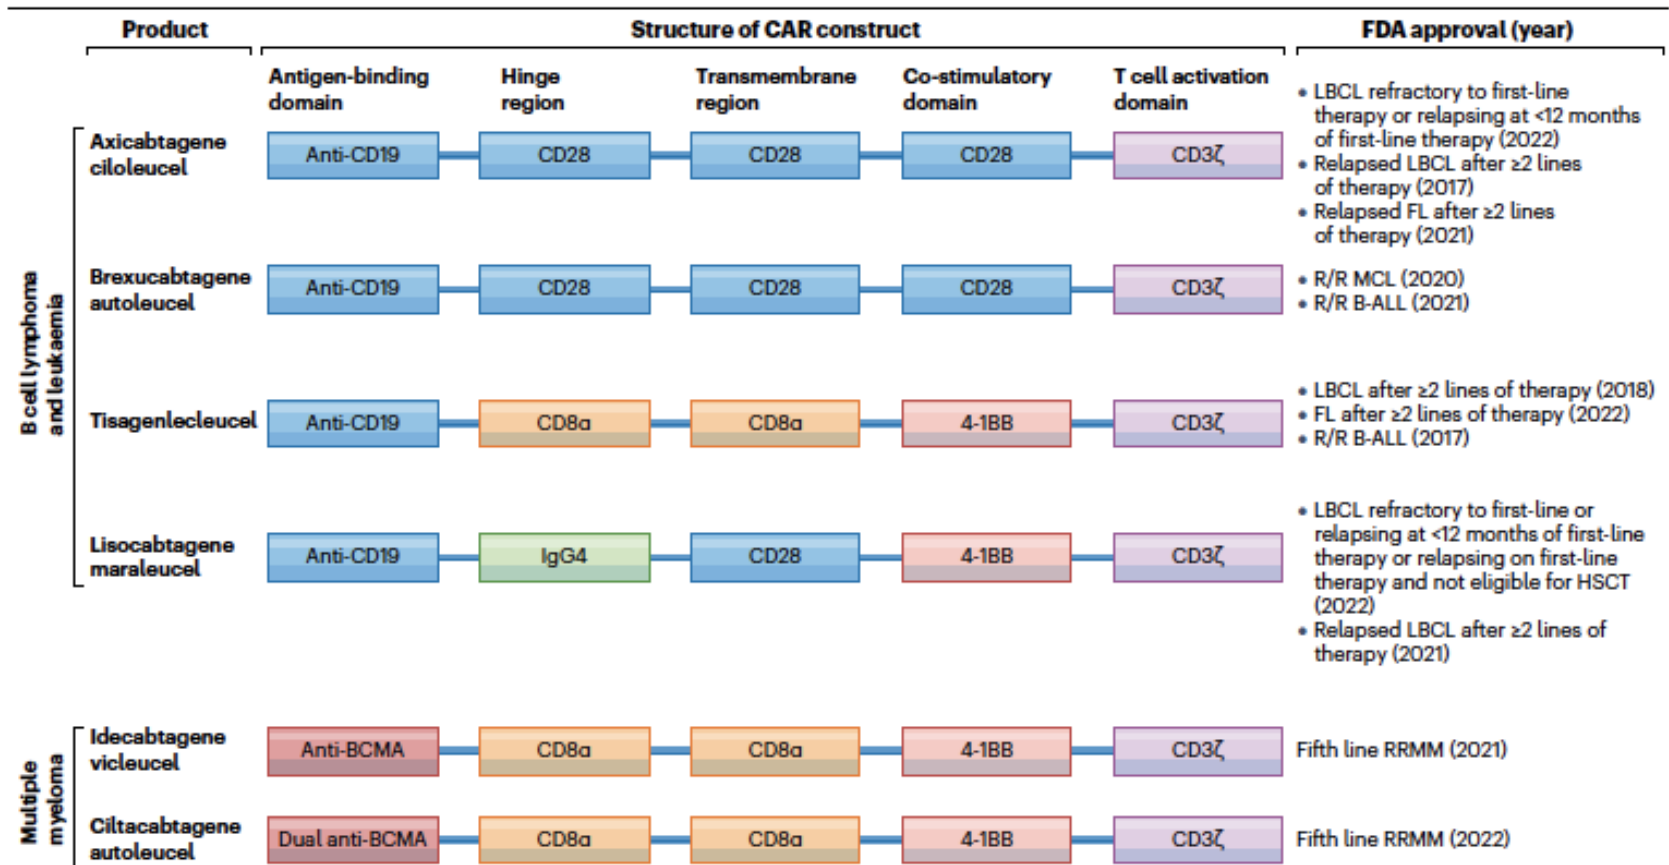 Product
Structure of CAR construct
FDA approval (year)
Antigen-binding
domain
Hinge
region
Transmembrane
region
Co-stimulatory
domain
T cell activation
domain
B cell lymphoma
and leukaemia
Axicabtagene
ciloleucel
Anti-CD19
CD28
CD28
CD28
CD3ζ
• LBCL refractory to first-line
therapy or relapsing at <12 months
of first-line therapy (2022)
• Relapsed LBCL after ≥2 lines
of therapy (2017)
• Relapsed FL after ≥2 lines
of therapy (2021)
Brexucabtagene
autoleucel
Anti-CD19
CD28
CD28
CD28
CD3ζ
• R/R MCL (2020)
• R/R B-ALL (2021)
Tisagenlecleucel
Anti-CD19
CD8α
CD8α
4-1BB
CD3ζ
• LBCL after ≥2 lines of therapy (2018)
• FL after ≥2 lines of therapy (2022)
• R/R B-ALL (2017)
Lisocabtagene
maraleucel
Anti-CD19
IgG4
CD28
4-1BB
CD3ζ
• LBCL refractory to first-line or
relapsing at <12 months of first-line
therapy or relapsing on first-line
therapy and not eligible for HSCT
(2022)
• Relapsed LBCL after ≥2 lines of
therapy (2021)
Multiple
myeloma
Idecabtagene
vicleucel
Anti-BCMA
CD8α
CD8α
4-1BB
CD3ζ
Fifth line RRMM (2021)
Ciltacabtagene
autoleucel
Dual anti-BCMA
CD8α
CD8α
4-1BB
CD3ζ
Fifth line RRMM (2022)